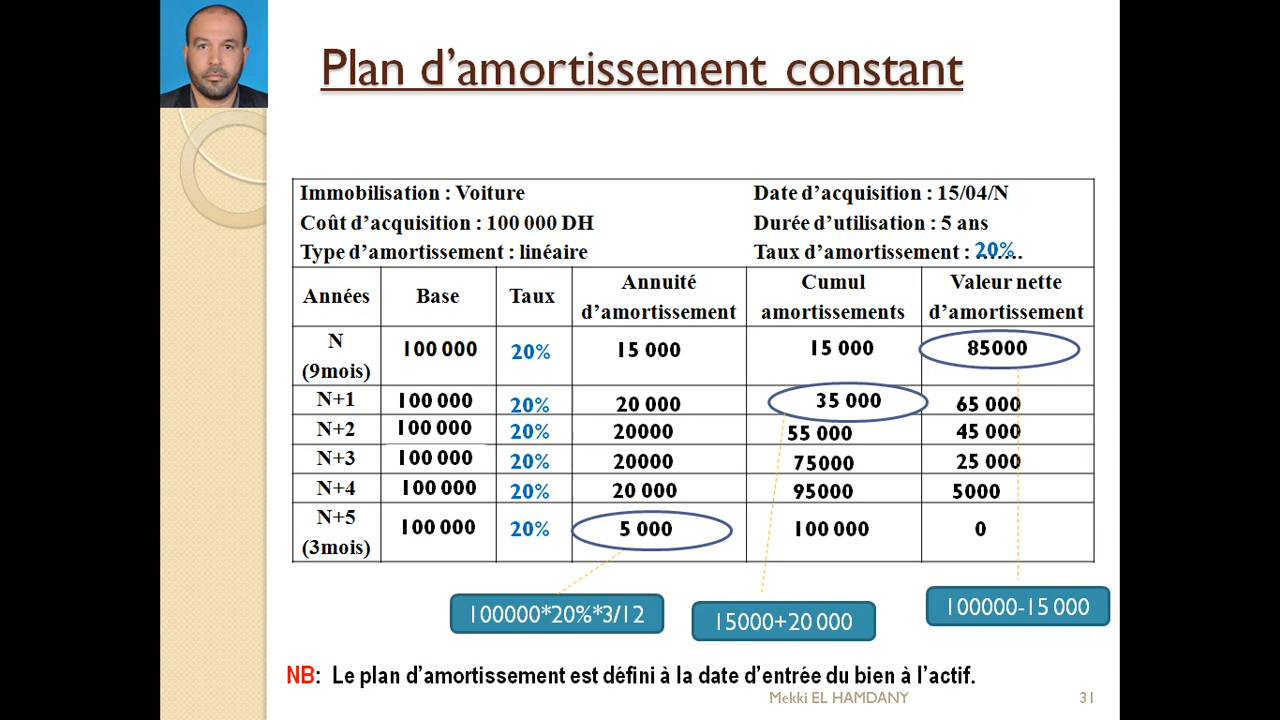 Plan d’amortissement constant
Immobilisation : Voiture
Date d’acquisition : 15/04/N
Coût d’acquisition : 100 000 DH
Durée d’utilisation : 5 ans
Type d’amortissement : linéaire
Taux d’amortissement : 20%
Années Base Taux Annuité d’amortissement Cumul amortissements Valeur nette d’amortissement
N (9mois) 100 000 20% 15 000 15 000 85000
N+1 100 000 20% 20 000 35 000 65 000
N+2 100 000 20% 20000 55 000 45 000
N+3 100 000 20% 20000 75000 25 000
N+4 100 000 20% 20 000 95000 5000
N+5 (3mois) 100 000 20% 5 000 100 000 0
100000*20%*3/12
15000+20 000
100000-15 000
NB: Le plan d’amortissement est défini à la date d’entrée du bien à l’actif.
Mekki EL HAMDANY
31